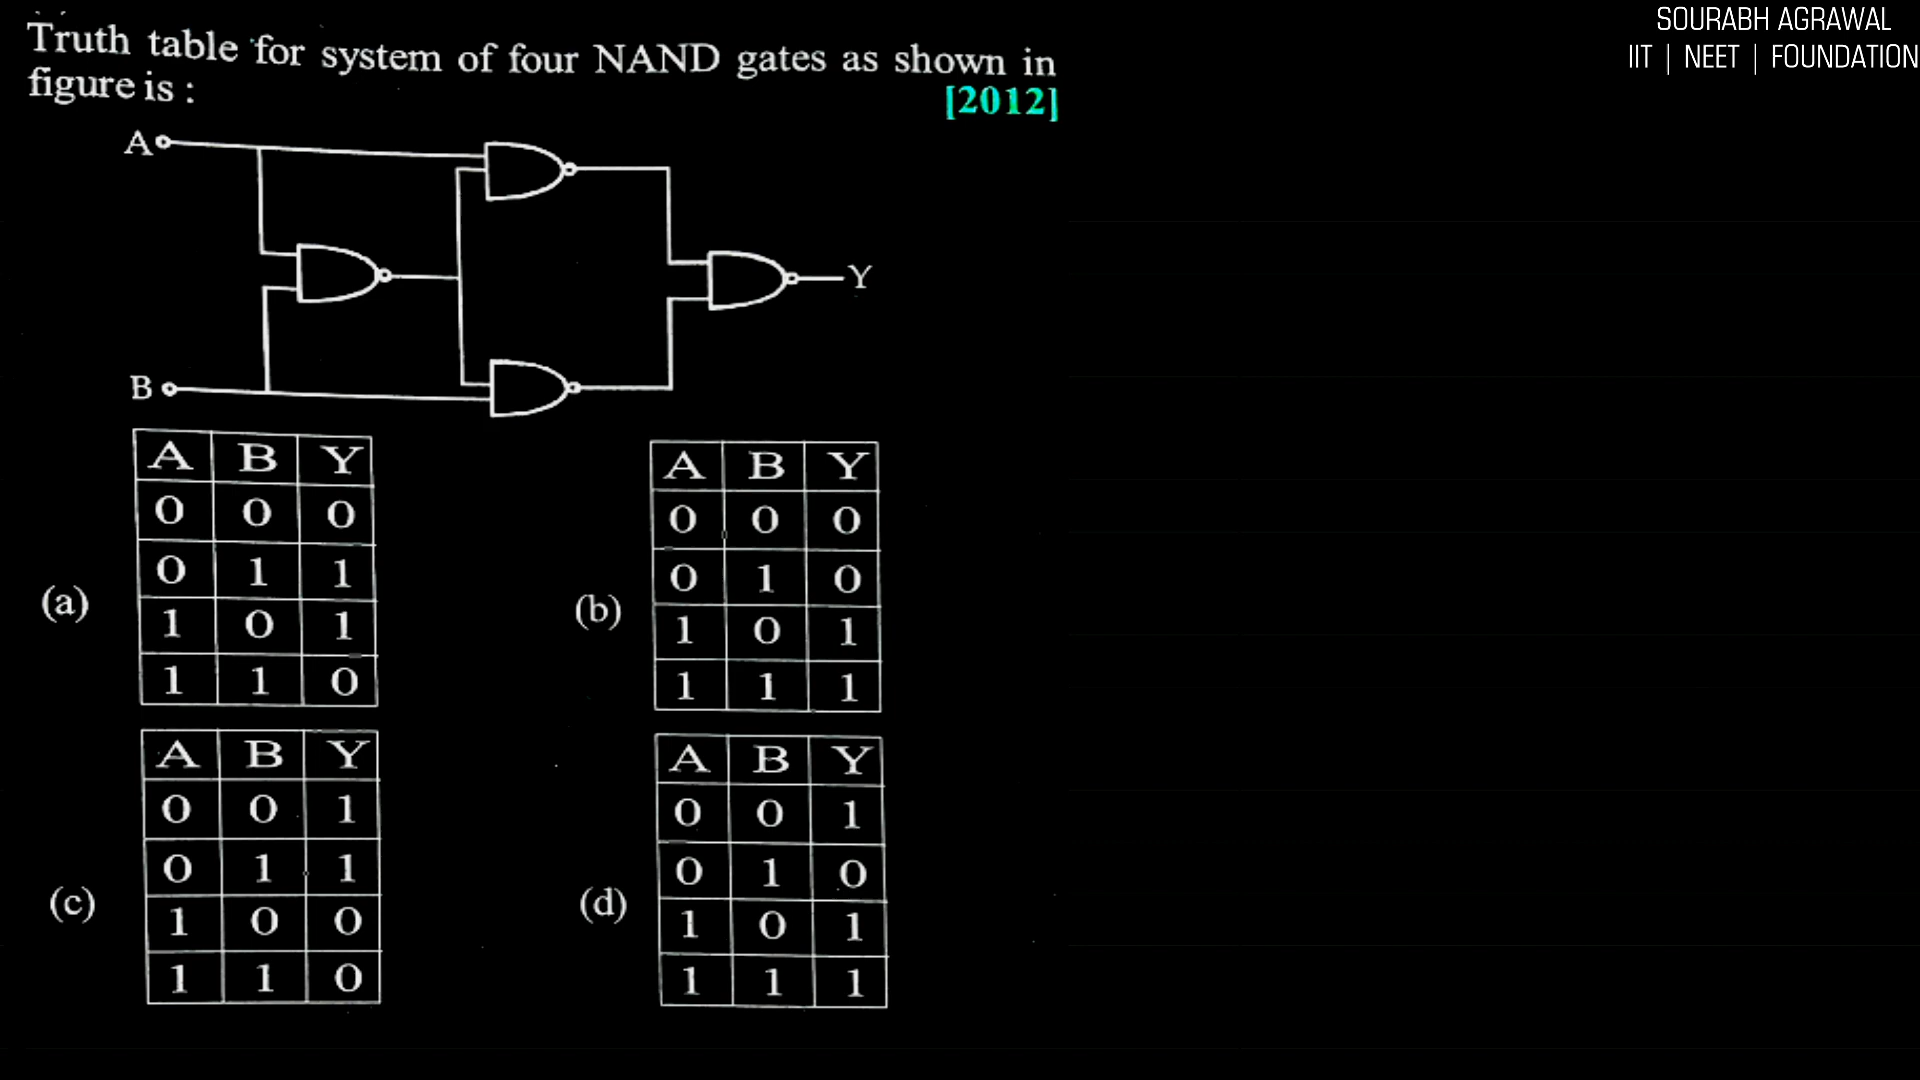 SOURABH AGRAWAL
IIT | NEET | FOUNDATION
Truth table for system of four NAND gates as shown in
figure is :
[2012]
A
B
Y
(a)
A B Y
0 0 0
0 1 1
1 0 1
1 1 0
(b)
A B Y
0 0 0
0 1 0
1 0 1
1 1 1
(c)
A B Y
0 0 1
0 1 1
1 0 0
1 1 0
(d)
A B Y
0 0 1
0 1 0
1 0 1
1 1 1